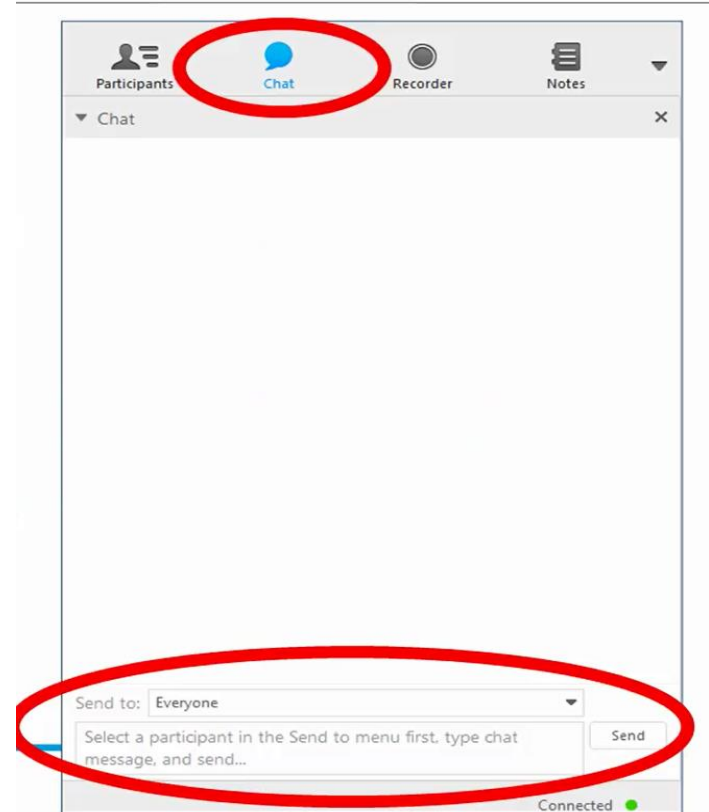 Participants Chat Recorder Notes
Chat
Send to: Everyone
Select a participant in the Send to menu first, type chat
message, and send...
Send
Connected